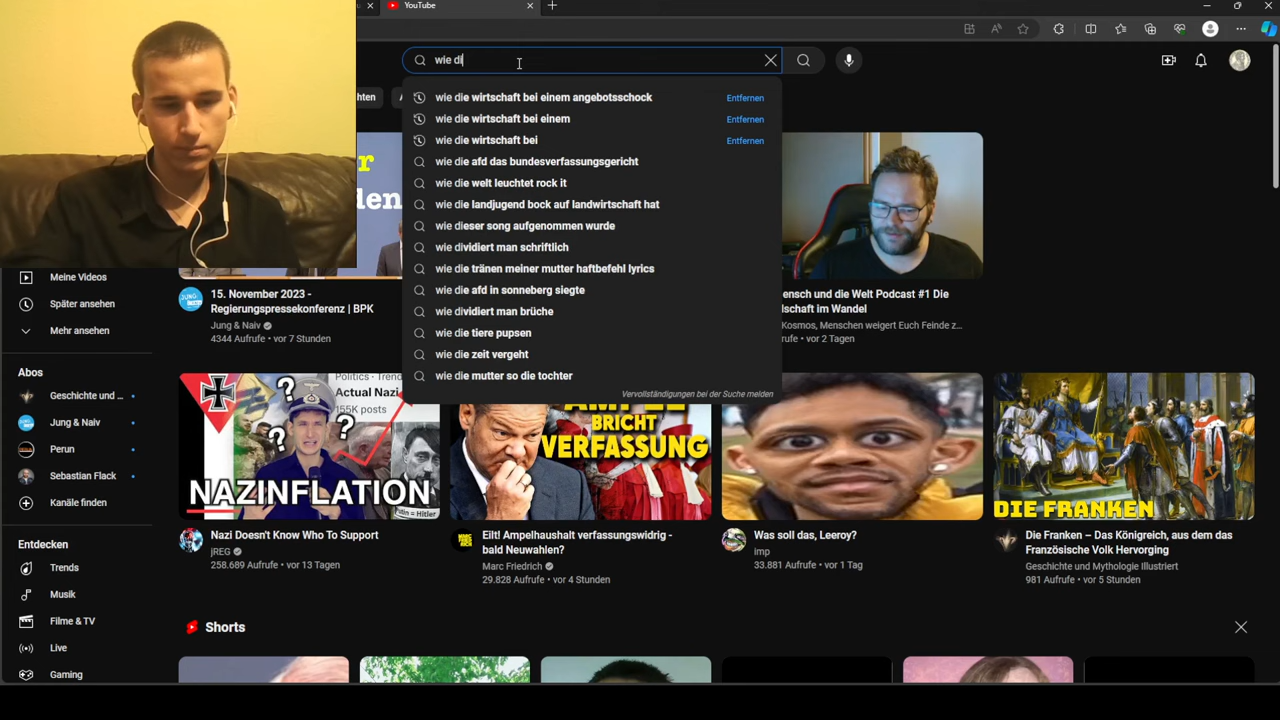 YouTube
wie di
wie die wirtschaft bei einem angebotsschock
Entfernen
wie die wirtschaft bei einem
Entfernen
wie die wirtschaft bei
Entfernen
wie die afd das bundesverfassungsgericht
wie die welt leuchtet rock it
wie die landjugend bock auf landwirtschaft hat
wie dieser song aufgenommen wurde
wie dividiert man schriftlich
wie die tränen meiner mutter haftbefehl lyrics
wie die afd in sonneberg siegte
wie dividiert man brüche
wie die tiere pupsen
wie die zeit vergeht
wie die mutter so die tochter
Vervollständigungen bei der Suche melden
Meine Videos
Später ansehen
Mehr ansehen
Abos
Geschichte und ...
Jung & Naiv
Perun
Sebastian Flack
Kanäle finden
Entdecken
Trends
Musik
Filme & TV
Live
Gaming
15. November 2023 -
Regierungspressekonferenz | BPK
Jung & Naiv
4344 Aufrufe • vor 7 Stunden
ensch und die Welt Podcast #1 Die
lschaft im Wandel
Kosmos, Menschen weigert Euch Feinde z...
• vor 2 Tagen
Actual Nazi
155K posts
NAZINFLATION
Nazi Doesn't Know Who To Support
jREG
258.689 Aufrufe • vor 13 Tagen
BRICHT
VERFASSUNG
Eilt! Ampelhaushalt verfassungswidrig -
bald Neuwahlen?
Marc Friedrich
29.828 Aufrufe • vor 4 Stunden
Was soll das, Leeroy?
imp
33.881 Aufrufe • vor 1 Tag
DIE FRANKEN
Die Franken – Das Königreich, aus dem das
Französische Volk Hervorging
Geschichte und Mythologie Illustriert
981 Aufrufe • vor 5 Stunden
Shorts